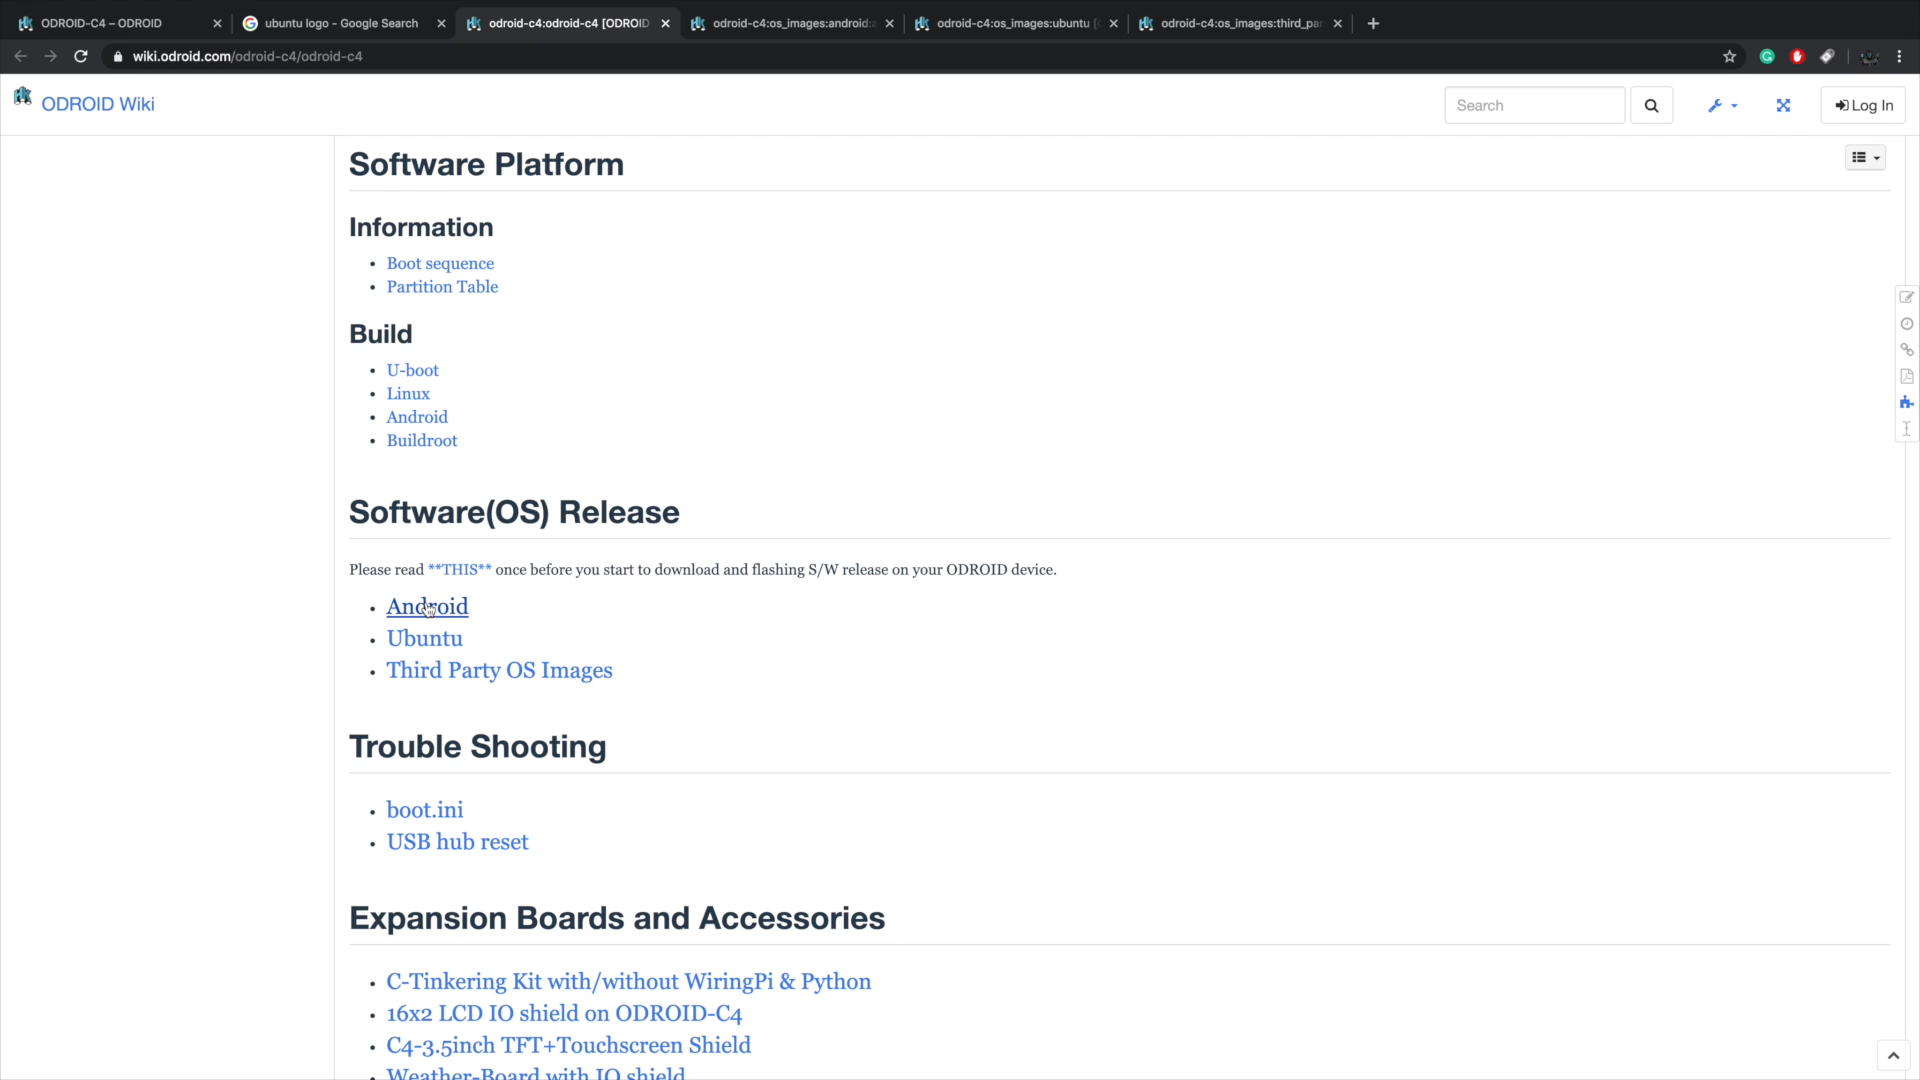 ODROID-C4 – ODROID
ubuntu logo - Google Search
odroid-c4:odroid-c4 [ODROID
odroid-c4:os_images:android:
odroid-c4:os_images:ubuntu [
odroid-c4:os_images:third_par
wiki.odroid.com/odroid-c4/odroid-c4
ODROID Wiki
Search
Log In
Software Platform
Information
• Boot sequence
• Partition Table
Build
• U-boot
• Linux
• Android
• Buildroot
Software(OS) Release
Please read **THIS** once before you start to download and flashing S/W release on your ODROID device.
• Android
• Ubuntu
• Third Party OS Images
Trouble Shooting
• boot.ini
• USB hub reset
Expansion Boards and Accessories
• C-Tinkering Kit with/without WiringPi & Python
• 16x2 LCD IO shield on ODROID-C4
• C4-3.5inch TFT+Touchscreen Shield
• Weather-Board with IO shield